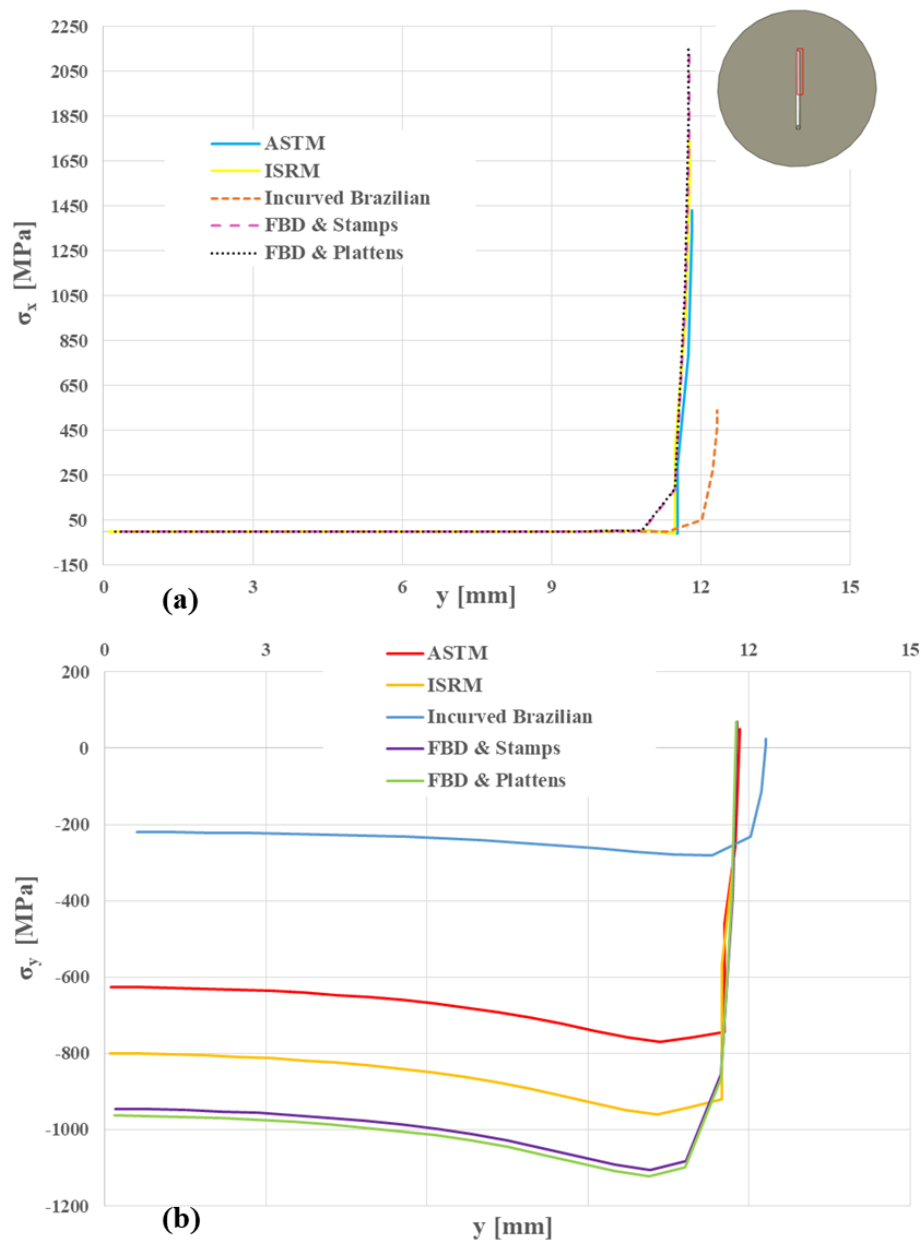 2250
2050
1850
1650
1450
1250
1050
850
650
450
250
50
-150
σx [MPa]
ASTM
ISRM
Incurved Brazilian
FBD & Stamps
FBD & Plattens
0
3
6
9
12
15
(a)
y [mm]
0
3
12
15
200
0
-200
-400
-600
-800
-1000
-1200
σy [MPa]
ASTM
ISRM
Incurved Brazilian
FBD & Stamps
FBD & Plattens
(b)
y [mm]